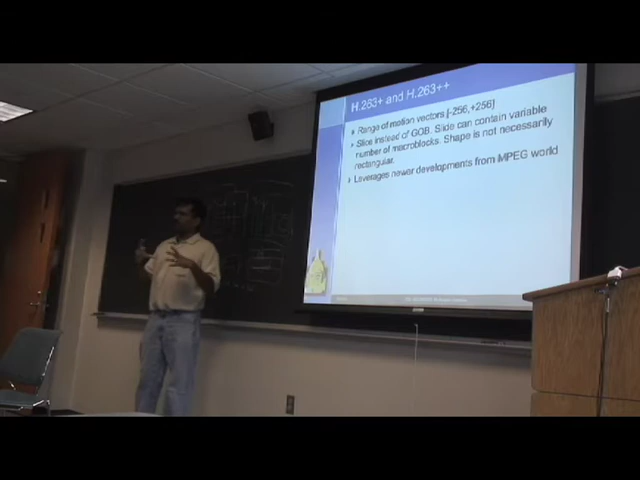 H.263+ and H.263++
Range of motion vectors [-256,+256]
Slice instead of GOB. Slide can contain variable
number of macroblocks. Shape is not necessarily
rectangular.
Leverages newer developments from MPEG world